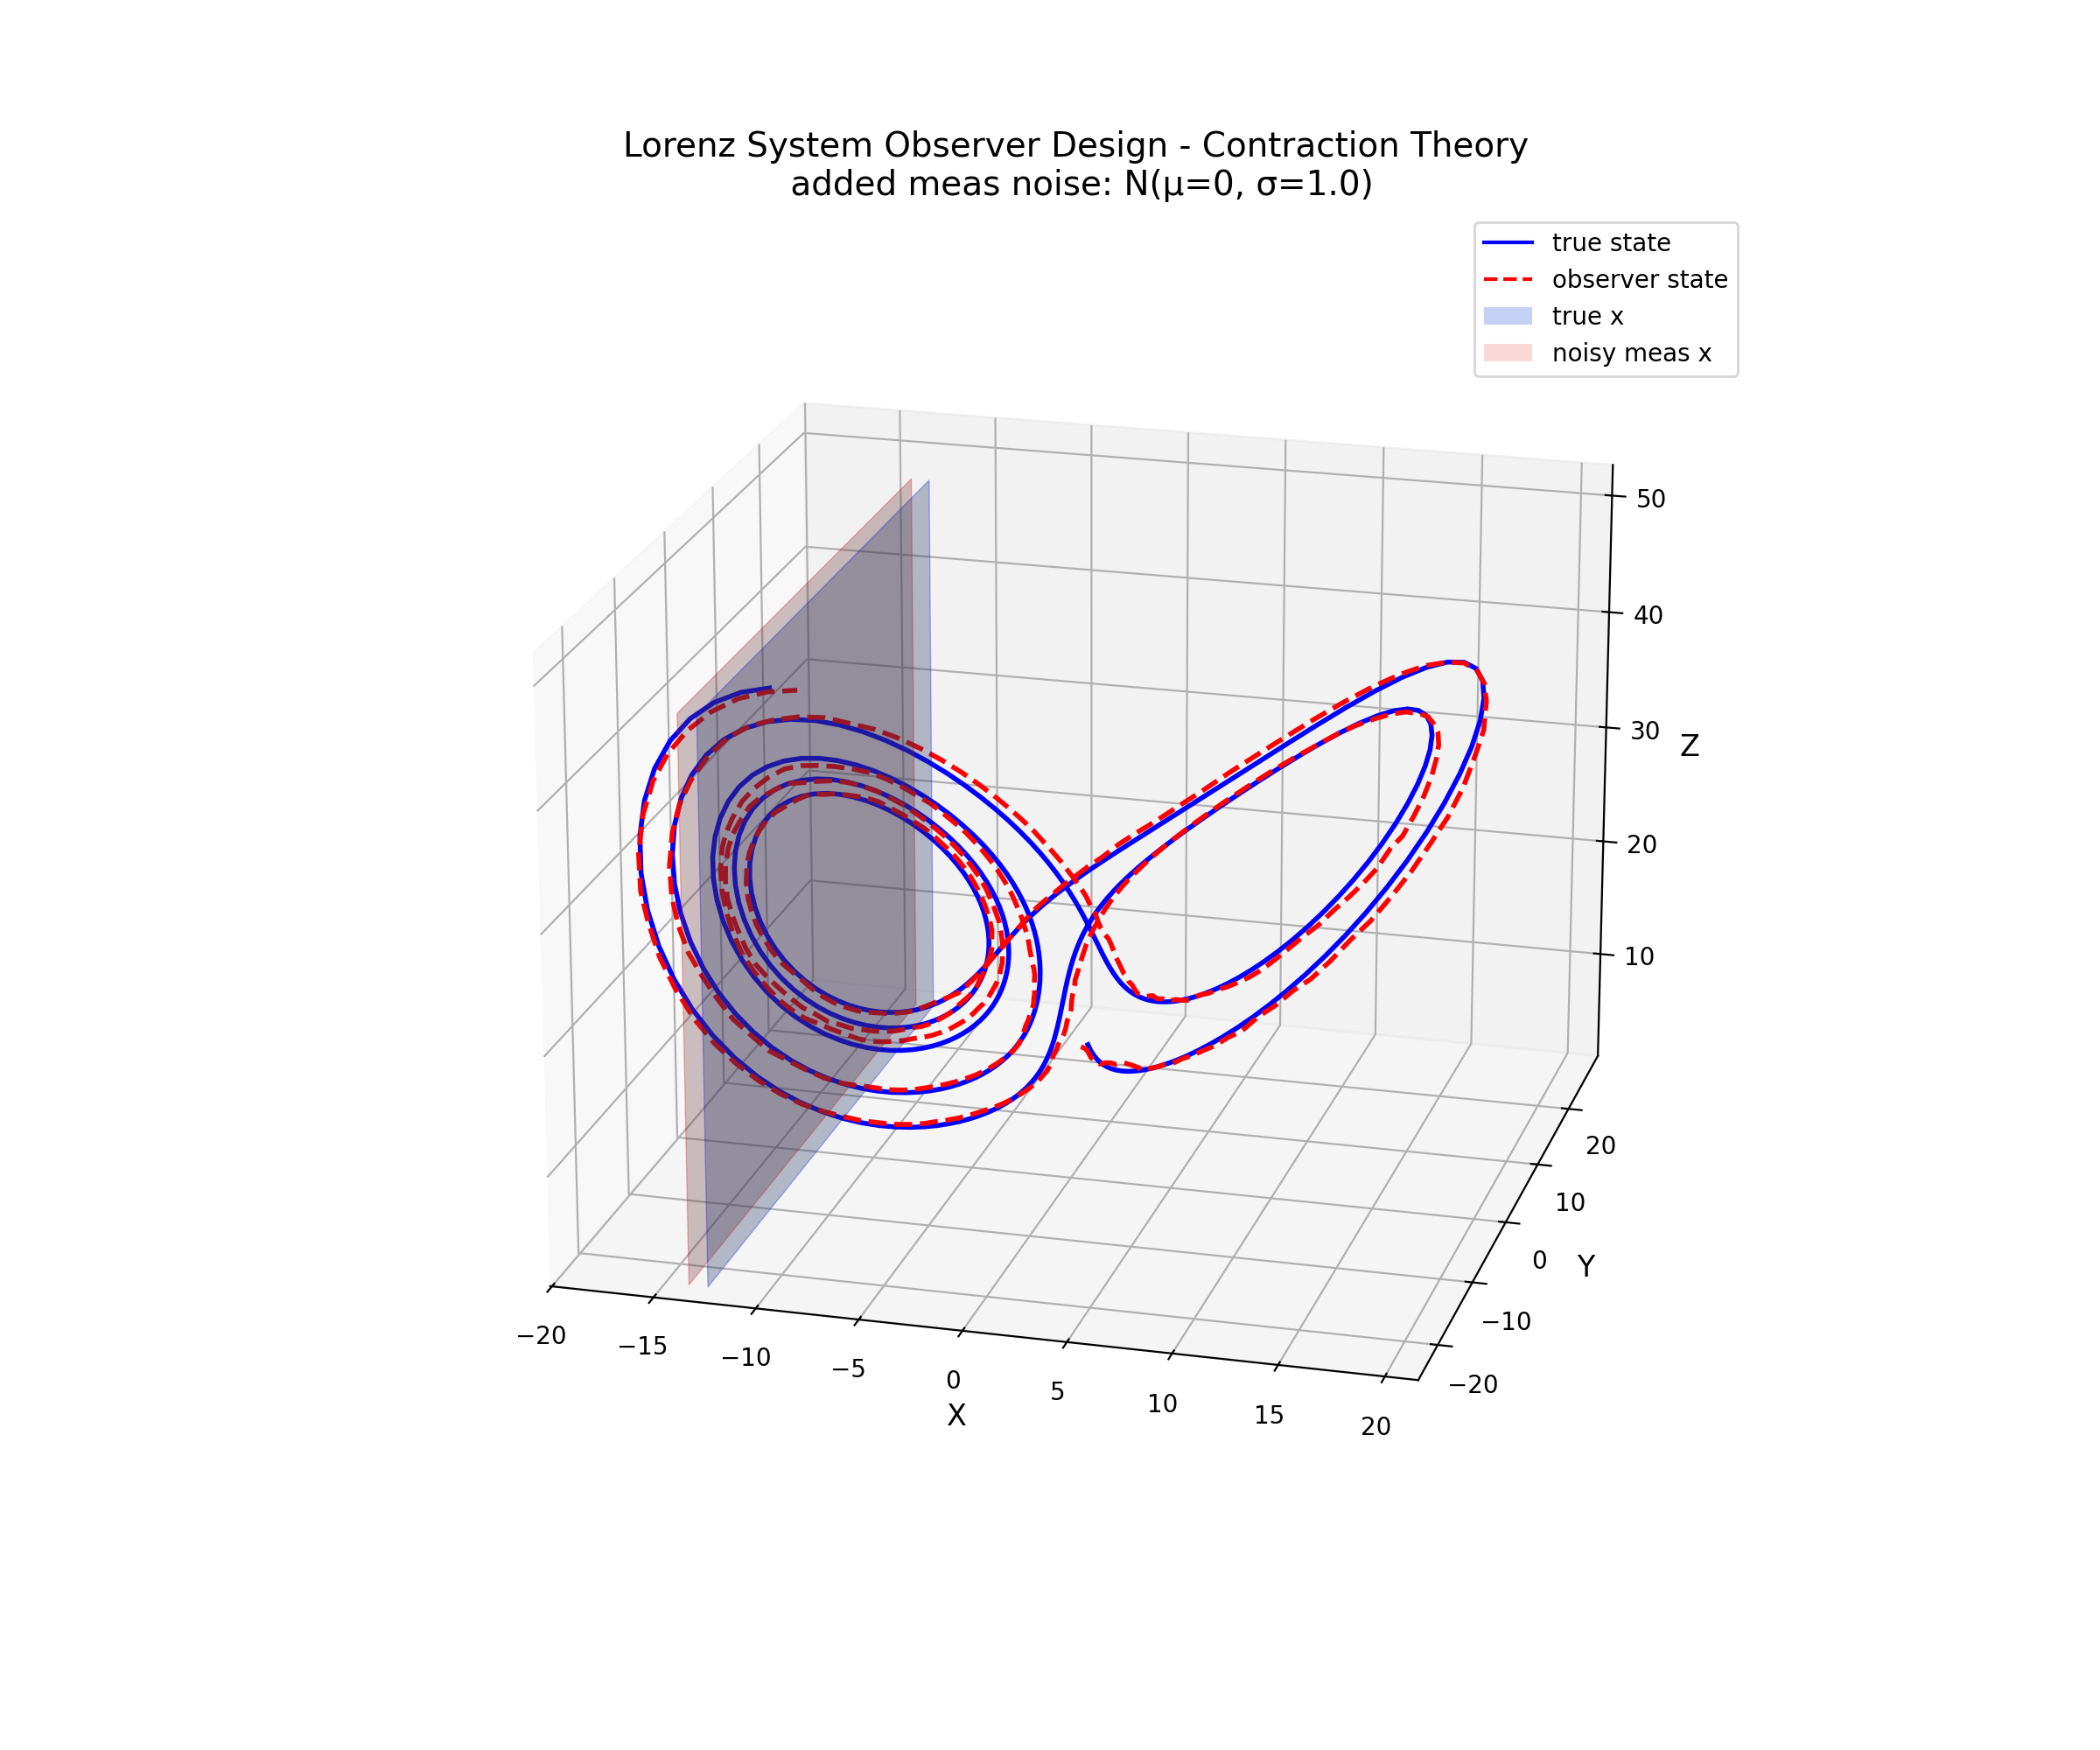 Lorenz System Observer Design - Contraction Theory
added meas noise: N(μ=0, σ=1.0)
true state
observer state
true x
noisy meas x
50
40
30
Z
20
10
20
10
0
Y
−10
−20
−20
−15
−10
−5
0
5
10
15
20
X